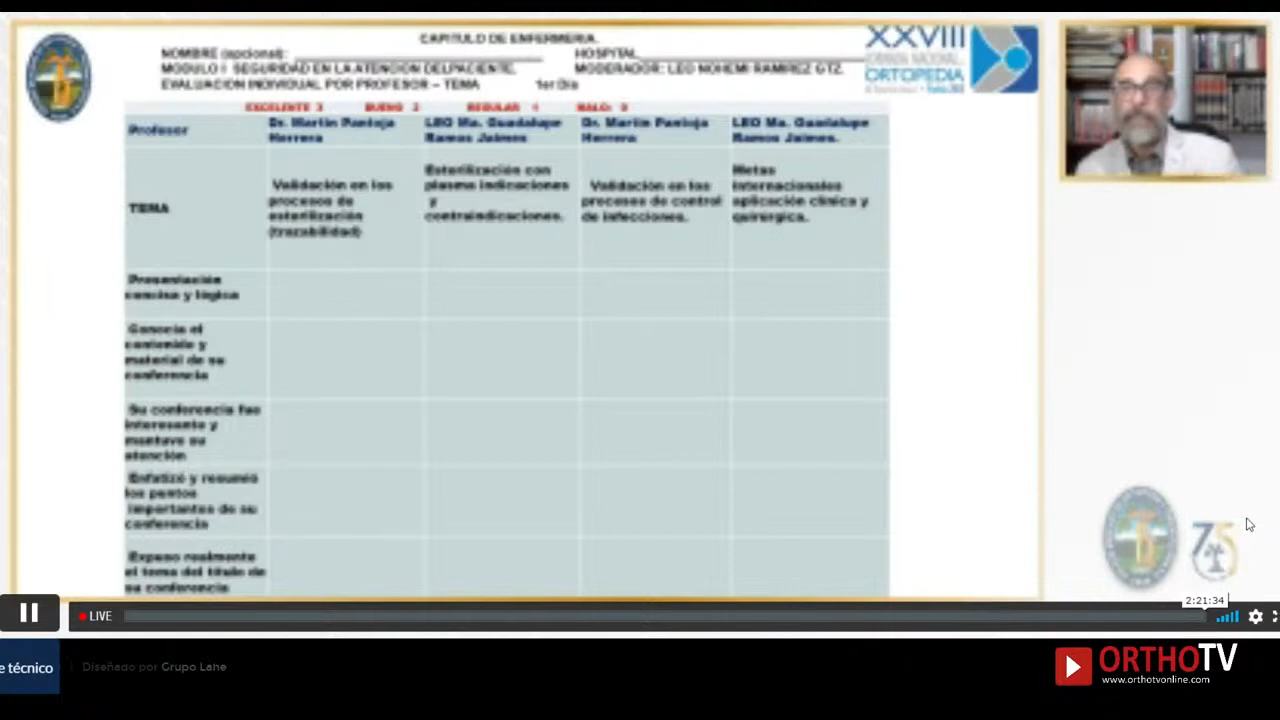 CAPITULO DE ENFERMERIA.
NOMBRE (opcional): HOSPITAL
MODULO I SEGURIDAD EN LA ATENCION DELPACIENTE. MODERADOR: LEO NOHEMI RAMIREZ GTZ.
EVALUACION INDIVIDUAL POR PROFESOR – TEMA 1er Dia
XXVIII
JORNADA NACIONAL
ORTOPEDIA
EXCELENTE 3 BUENO 2 REGULAR 1 MALO: 0
Profesor
Dr. Martin Pantoja
Herrera
LEO Ma. Guadalupe
Ramos Jaimes
Dr. Martin Pantoja
Herrera
LEO Ma. Guadalupe
Ramos Jaimes.
TEMA
Validación en los
procesos de
esterilización
(trazabilidad)
Esterilización con
plasma indicaciones
y
contraindicaciones.
Validación en los
procesos de control
de infecciones.
Metas
internacionales
aplicación clínica y
quirúrgica.
Presentación
concisa y lógica
Conocía el
contenido y
material de su
conferencia
Su conferencia fue
interesante y
mantuvo su
atención
Enfatizó y resumió
los puntos
importantes de su
conferencia
Expuso realmente
el tema del título de
su conferencia
75
2:21:34
LIVE
e técnico
Diseñado por Grupo Lahe
ORTHOTV
www.orthotvonline.com